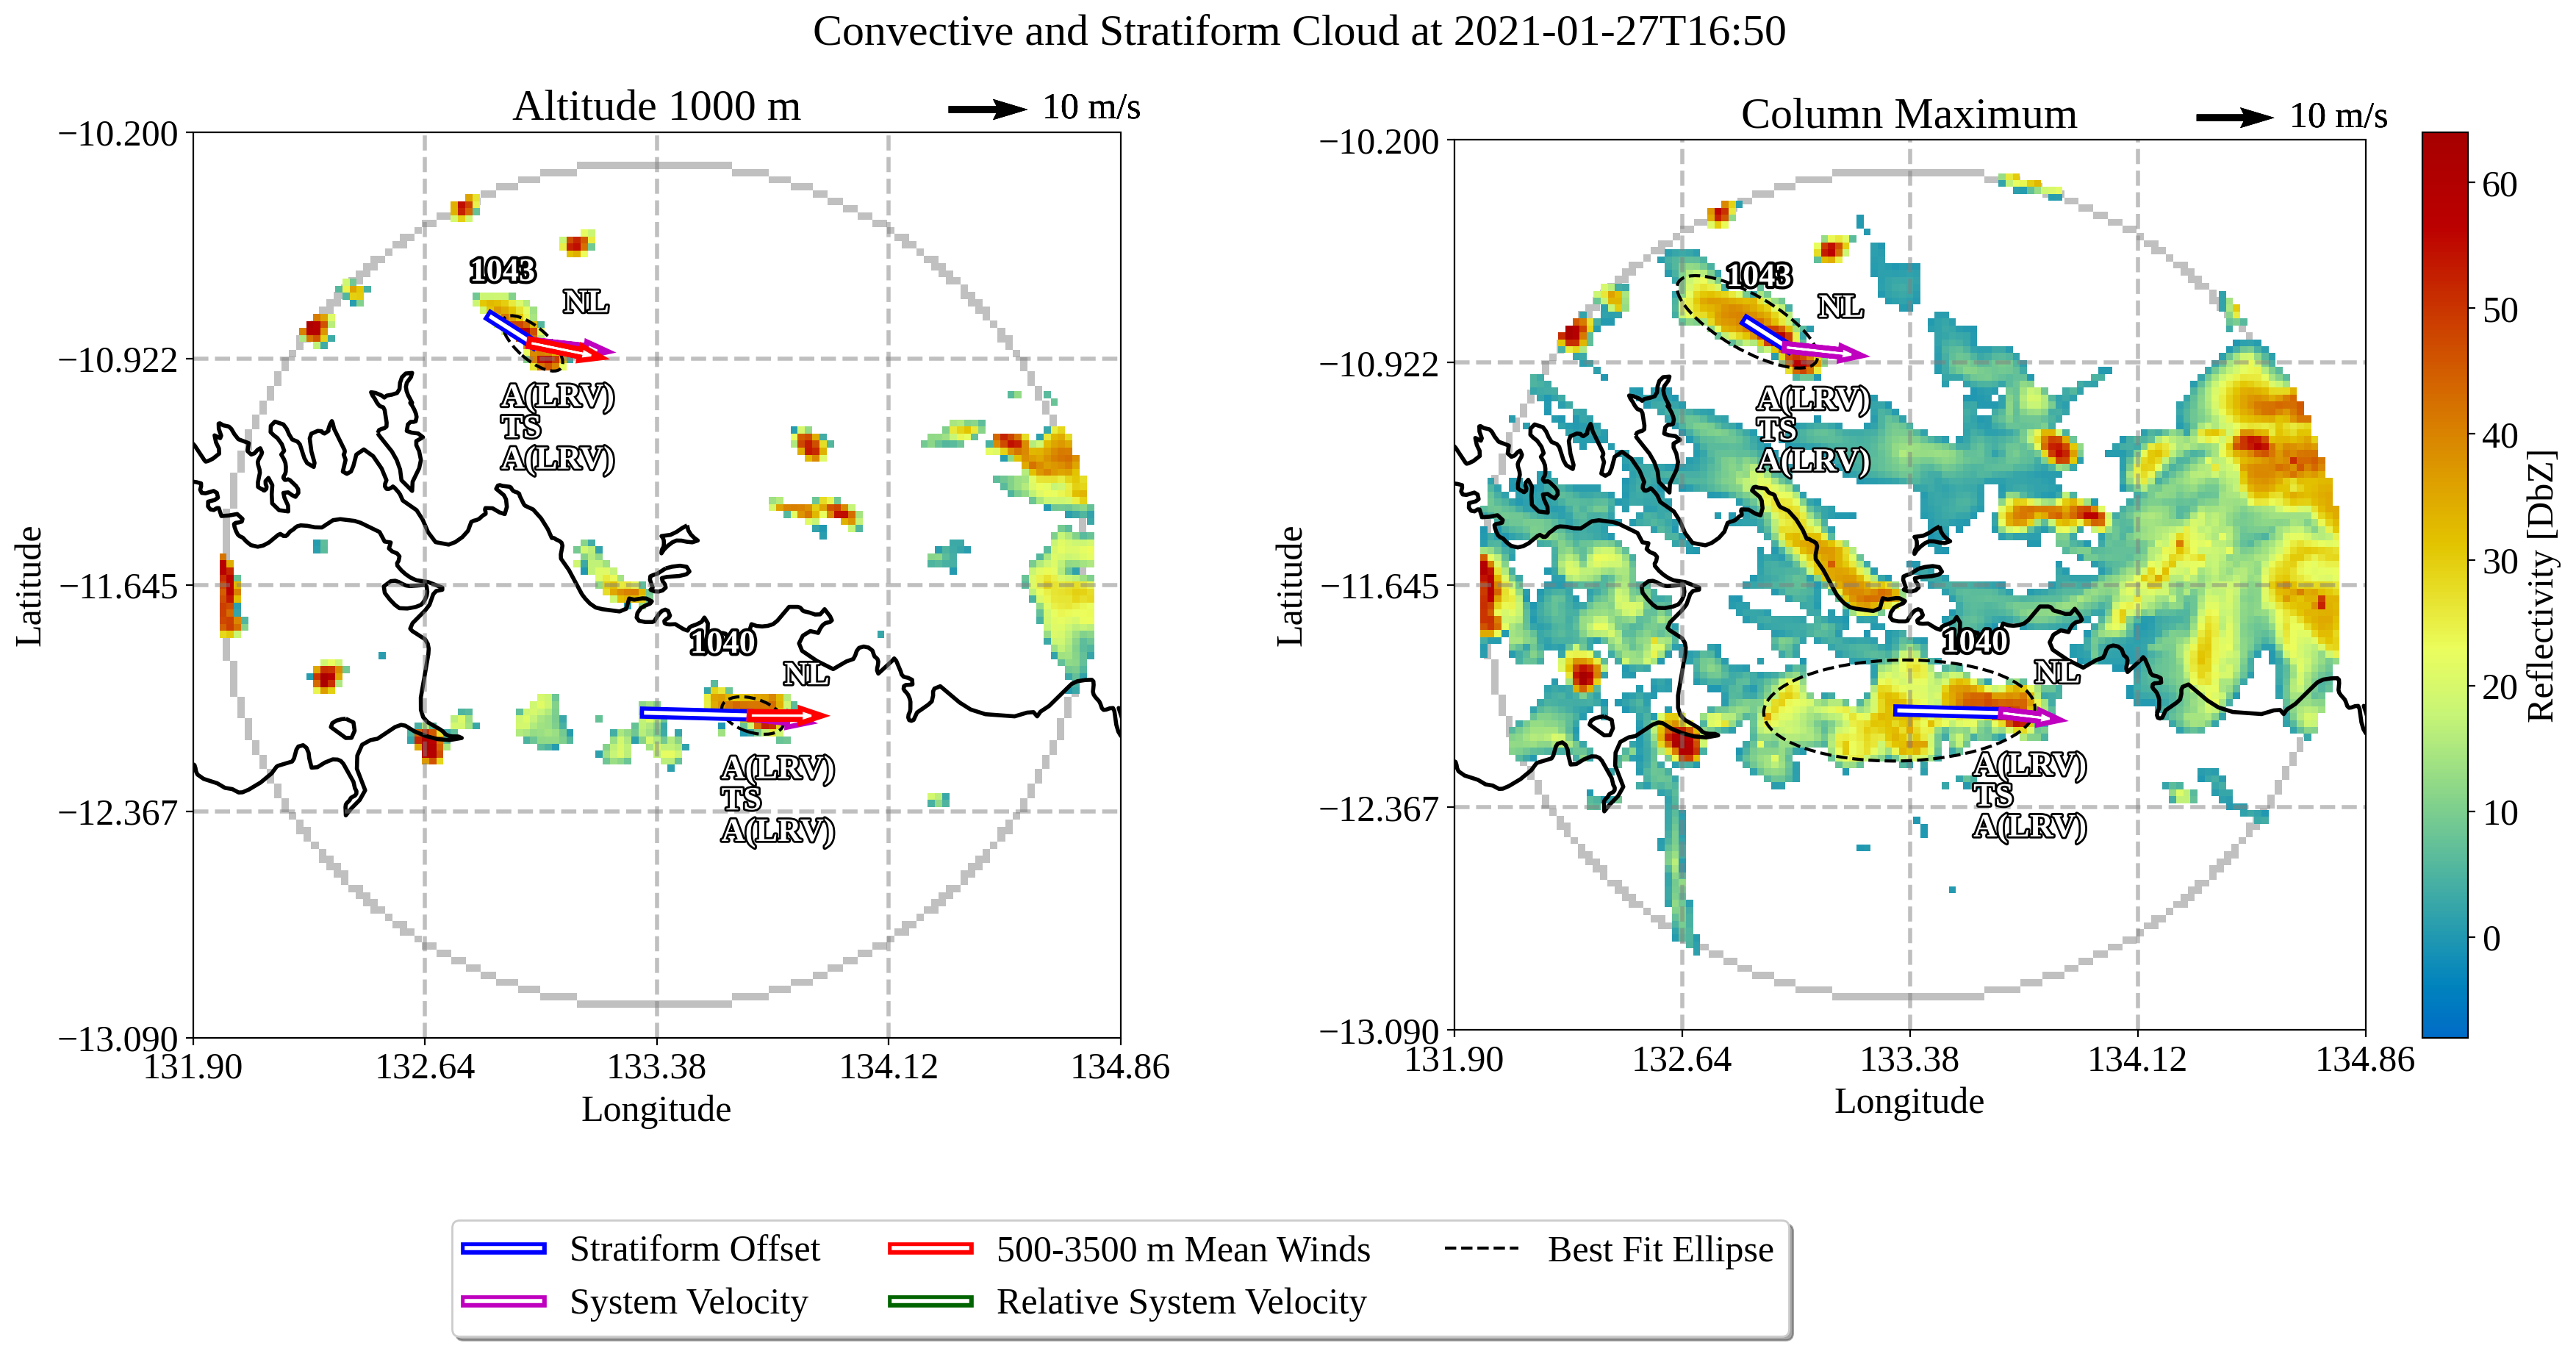 Convective and Stratiform Cloud at 2021-01-27T16:50
Altitude 1000 m
10 m/s
−10.200
−10.922
−11.645
−12.367
−13.090
Latitude
131.90
132.64
133.38
134.12
134.86
Longitude
1043
NL
A(LRV)
TS
A(LRV)
1040
NL
A(LRV)
TS
A(LRV)
Column Maximum
10 m/s
−10.200
−10.922
−11.645
−12.367
−13.090
Latitude
131.90
132.64
133.38
134.12
134.86
Longitude
1043
NL
A(LRV)
TS
A(LRV)
1040
NL
A(LRV)
TS
A(LRV)
60
50
40
30
20
10
0
Reflectivity [DbZ]
Stratiform Offset
System Velocity
500-3500 m Mean Winds
Relative System Velocity
Best Fit Ellipse